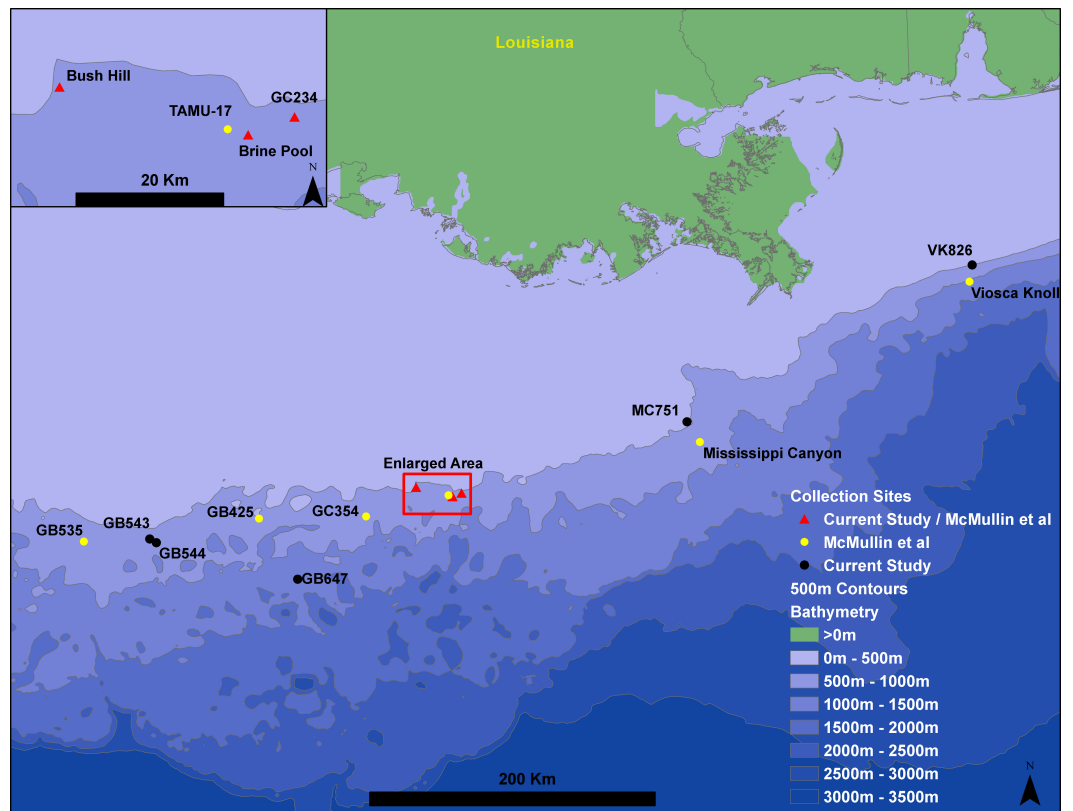 Louisiana
Bush Hill
GC234
TAMU-17
Brine Pool
N
20 Km
VK826
Viosca Knoll
MC751
Mississippi Canyon
Enlarged Area
GB425
GC354
GB535
GB543
GB544
GB647
Collection Sites
Current Study / McMullin et al
McMullin et al
Current Study
500m Contours
Bathymetry
>0m
0m - 500m
500m - 1000m
1000m - 1500m
1500m - 2000m
2000m - 2500m
2500m - 3000m
3000m - 3500m
200 Km
N